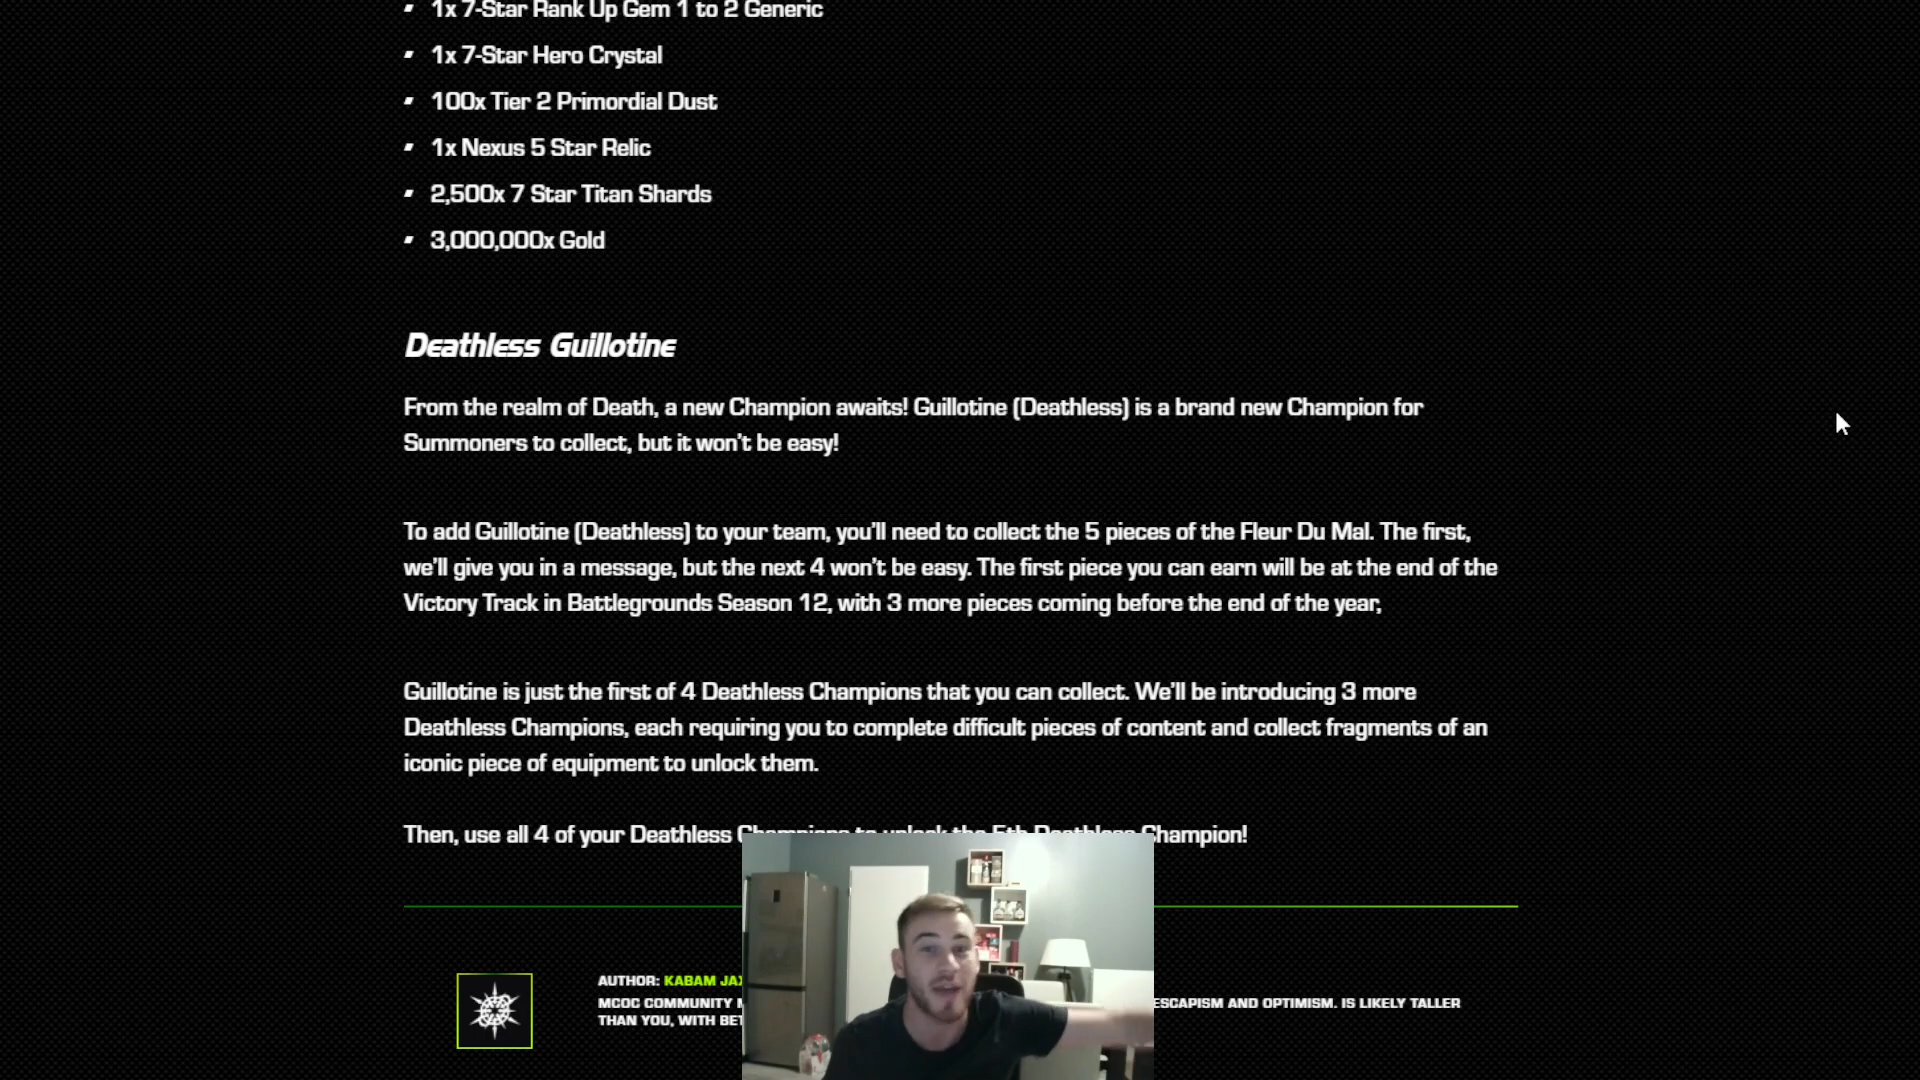 1x 7-Star Rank Up Gem 1 to 2 Generic
1x 7-Star Hero Crystal
100x Tier 2 Primordial Dust
1x Nexus 5 Star Relic
2,500x 7 Star Titan Shards
3,000,000x Gold
Deathless Guillotine
From the realm of Death, a new Champion awaits! Guillotine (Deathless) is a brand new Champion for
Summoners to collect, but it won't be easy!
To add Guillotine (Deathless) to your team, you'll need to collect the 5 pieces of the Fleur Du Mal. The first,
we'll give you in a message, but the next 4 won't be easy. The first piece you can earn will be at the end of the
Victory Track in Battlegrounds Season 12, with 3 more pieces coming before the end of the year,
Guillotine is just the first of 4 Deathless Champions that you can collect. We'll be introducing 3 more
Deathless Champions, each requiring you to complete difficult pieces of content and collect fragments of an
iconic piece of equipment to unlock them.
Then, use all 4 of your Deathless Champions to unlock the 5th Deathless Champion!
AUTHOR: KABAM JAX
MCOC COMMUNITY ESCAPISM AND OPTIMISM. IS LIKELY TALLER
THAN YOU, WITH